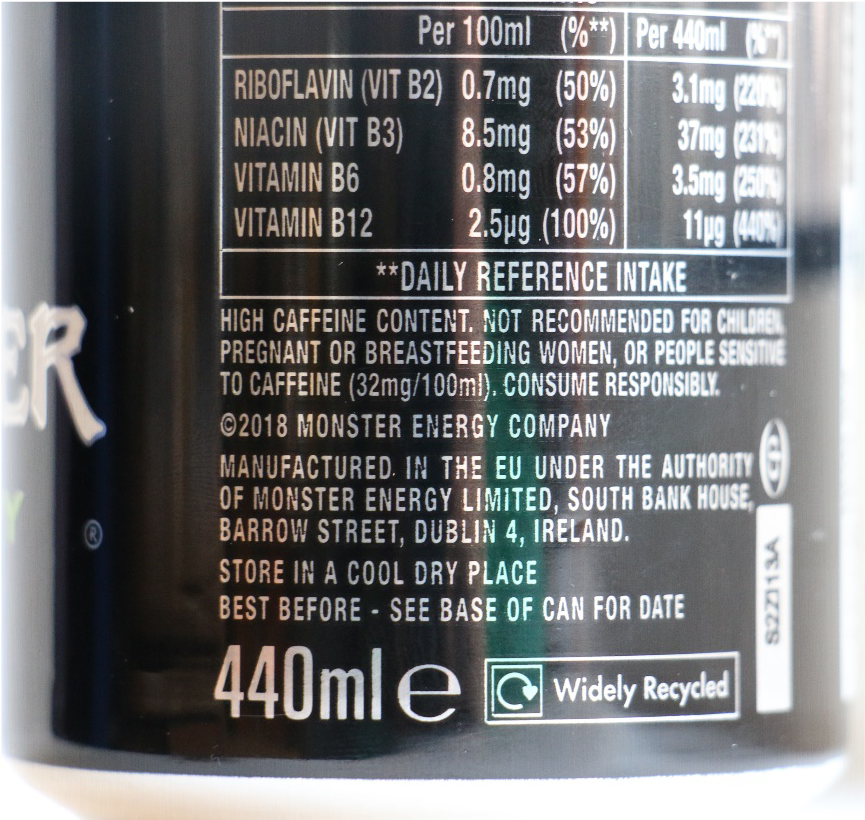 Per 100ml (%**) Per 440ml (%**)
RIBOFLAVIN (VIT B2) 0.7mg (50%) 3.1mg (220%)
NIACIN (VIT B3) 8.5mg (53%) 37mg (231%)
VITAMIN B6 0.8mg (57%) 3.5mg (250%)
VITAMIN B12 2.5µg (100%) 11µg (440%)
**DAILY REFERENCE INTAKE
HIGH CAFFEINE CONTENT. NOT RECOMMENDED FOR CHILDREN,
PREGNANT OR BREASTFEEDING WOMEN, OR PEOPLE SENSITIVE
TO CAFFEINE (32mg/100ml). CONSUME RESPONSIBLY.
©2018 MONSTER ENERGY COMPANY
MANUFACTURED IN THE EU UNDER THE AUTHORITY
OF MONSTER ENERGY LIMITED, SOUTH BANK HOUSE,
BARROW STREET, DUBLIN 4, IRELAND.
STORE IN A COOL DRY PLACE
BEST BEFORE - SEE BASE OF CAN FOR DATE
440ml e
Widely Recycled
ER
Y
®